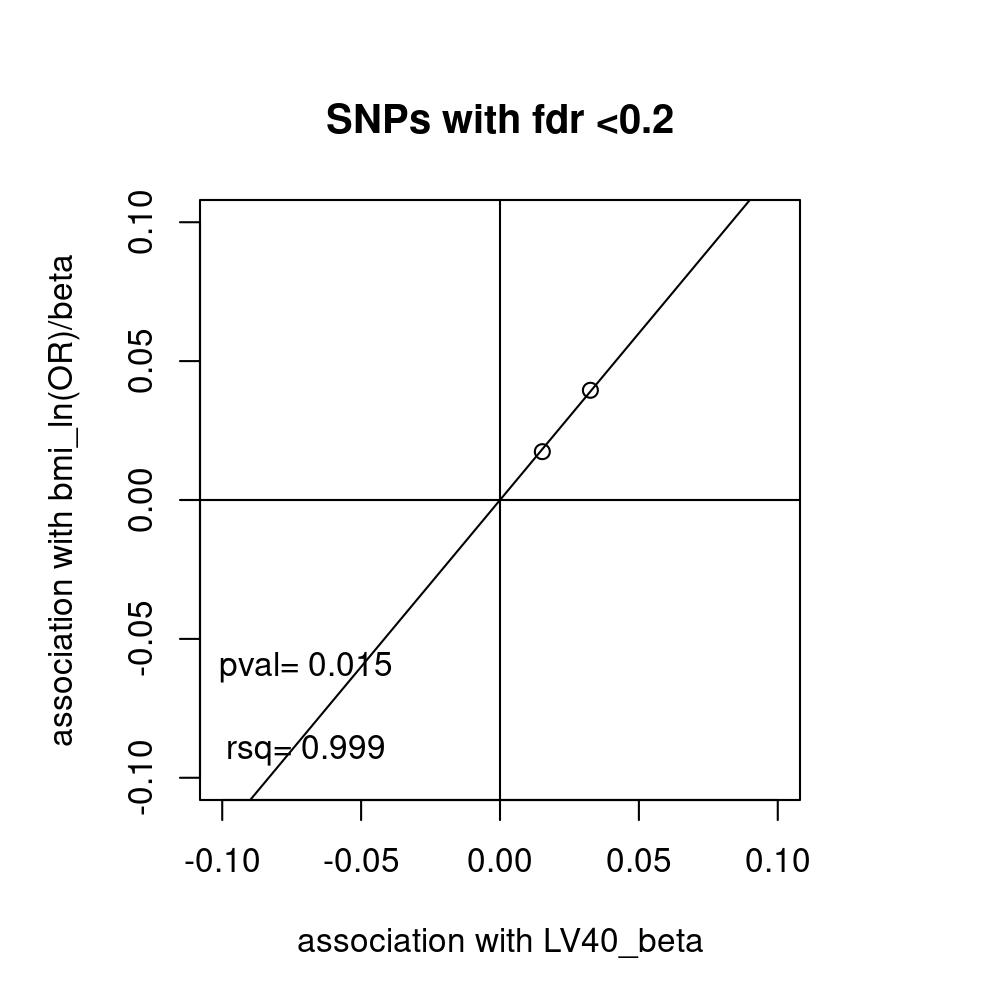 SNPs with fdr <0.2
association with bmi_ln(OR)/beta
0.10
0.05
0.00
-0.05
-0.10
pval= 0.015
rsq= 0.999
-0.10 -0.05 0.00 0.05 0.10
association with LV40_beta